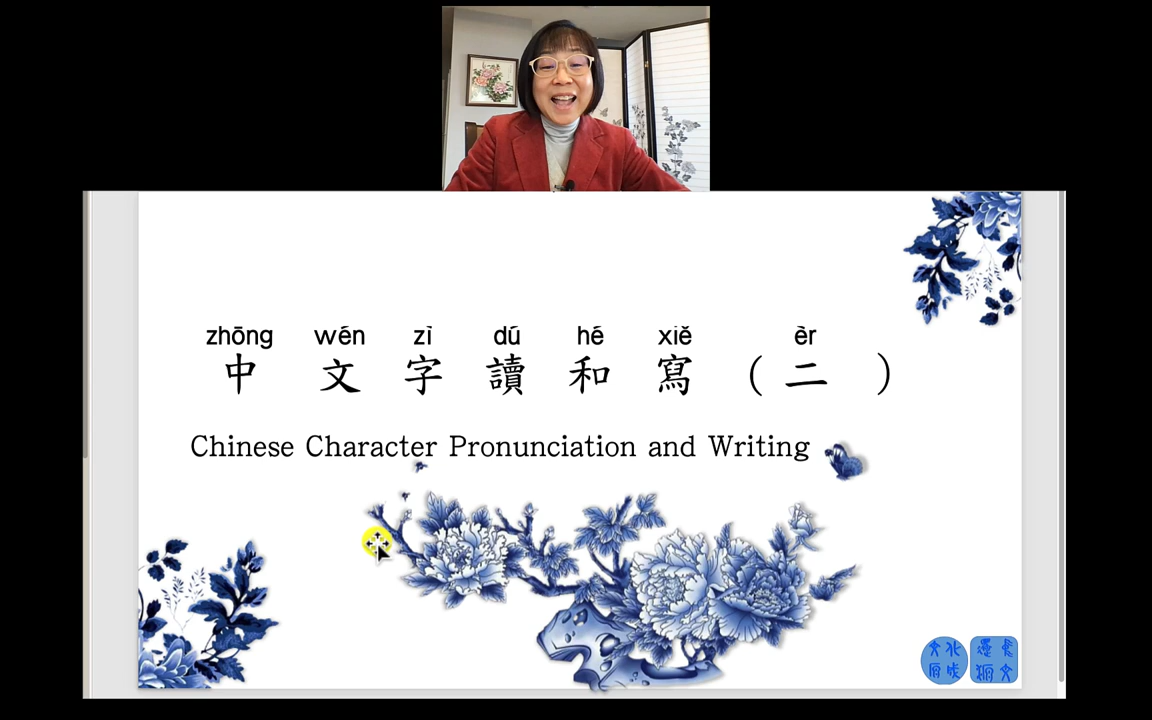 zhōng wén zì dú hé xiě èr
中 文 字 讀 和 寫 ( 二 )
Chinese Character Pronunciation and Writing